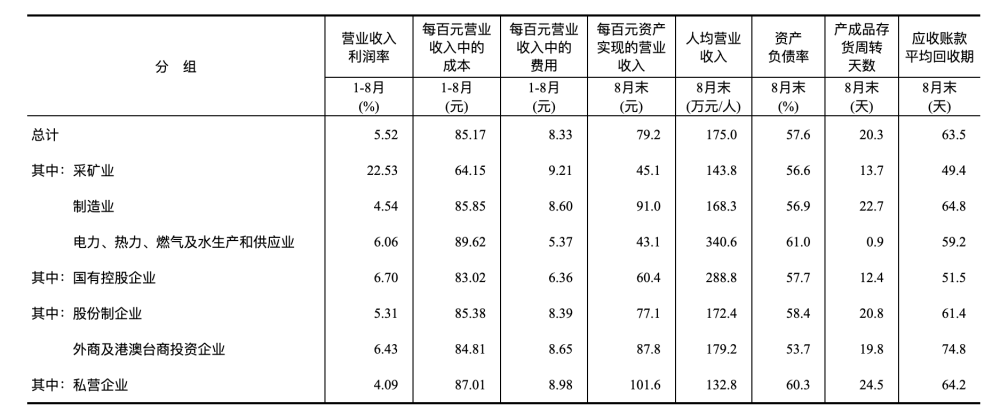 分 组 营业收入利润率 每百元营业收入中的成本 每百元营业收入中的费用 每百元资产实现的营业收入 人均营业收入 资产负债率 产成品存货周转天数 应收账款平均回收期
1-8月 1-8月 1-8月 8月末 8月末 8月末 8月末 8月末
(%) (元) (元) (元) (万元/人) (%) (天) (天)
总计 5.52 85.17 8.33 79.2 175.0 57.6 20.3 63.5
其中：采矿业 22.53 64.15 9.21 45.1 143.8 56.6 13.7 49.4
制造业 4.54 85.85 8.60 91.0 168.3 56.9 22.7 64.8
电力、热力、燃气及水生产和供应业 6.06 89.62 5.37 43.1 340.6 61.0 0.9 59.2
其中：国有控股企业 6.70 83.02 6.36 60.4 288.8 57.7 12.4 51.5
其中：股份制企业 5.31 85.38 8.39 77.1 172.4 58.4 20.8 61.4
外商及港澳台商投资企业 6.43 84.81 8.65 87.8 179.2 53.7 19.8 74.8
其中：私营企业 4.09 87.01 8.98 101.6 132.8 60.3 24.5 64.2